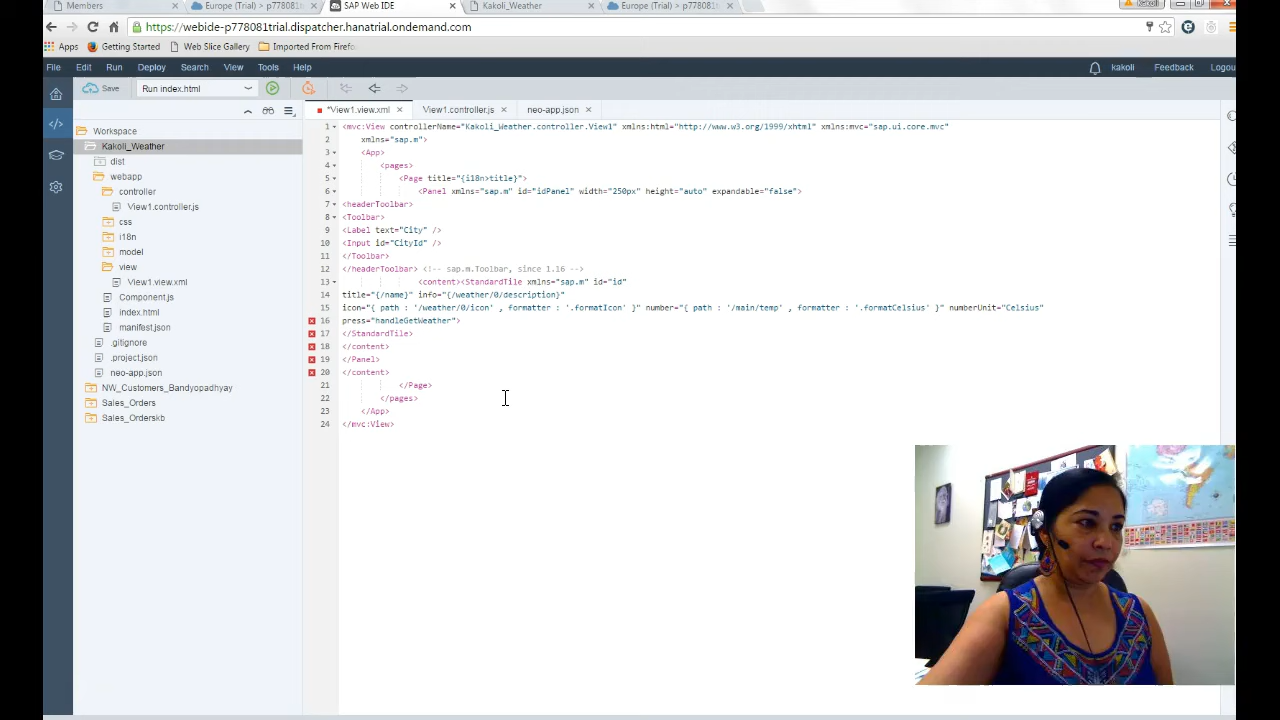 Members
Europe (Trial) > p778081t
SAP Web IDE
Kakoli_Weather
Europe (Trial) > p778081t
https://webide-p778081trial.dispatcher.hanatrial.ondemand.com
Apps
Getting Started
Web Slice Gallery
Imported From Firefo
File Edit Run Deploy Search View Tools Help
kakoli Feedback Logou
Save
Run index.html
*View1.view.xml
View1.controller.js
neo-app.json
Workspace
Kakoli_Weather
dist
webapp
controller
View1.controller.js
css
i18n
model
view
View1.view.xml
Component.js
index.html
manifest.json
.gitignore
.project.json
neo-app.json
NW_Customers_Bandyopadhyay
Sales_Orders
Sales_Orderskb
1 <mvc:View controllerName="Kakoli_Weather.controller.View1" xmlns:html="http://www.w3.org/1999/xhtml" xmlns:mvc="sap.ui.core.mvc"
2 xmlns="sap.m">
3 <App>
4 <pages>
5 <Page title="{i18n>title}">
6 <Panel xmlns="sap.m" id="idPanel" width="250px" height="auto" expandable="false">
7 <headerToolbar>
8 <Toolbar>
9 <Label text="City" />
10 <Input id="CityId" />
11 </Toolbar>
12 </headerToolbar> <!-- sap.m.Toolbar, since 1.16 -->
13 <content><StandardTile xmlns="sap.m" id="id"
14 title="{/name}" info="{/weather/0/description}"
15 icon="{ path : '/weather/0/icon' , formatter : '.formatIcon' }" number="{ path : '/main/temp' , formatter : '.formatCelsius' }" numberUnit="Celsius"
16 press="handleGetWeather">
17 </StandardTile>
18 </content>
19 </Panel>
20 </content>
21 </Page>
22 </pages>
23 </App>
24 </mvc:View>